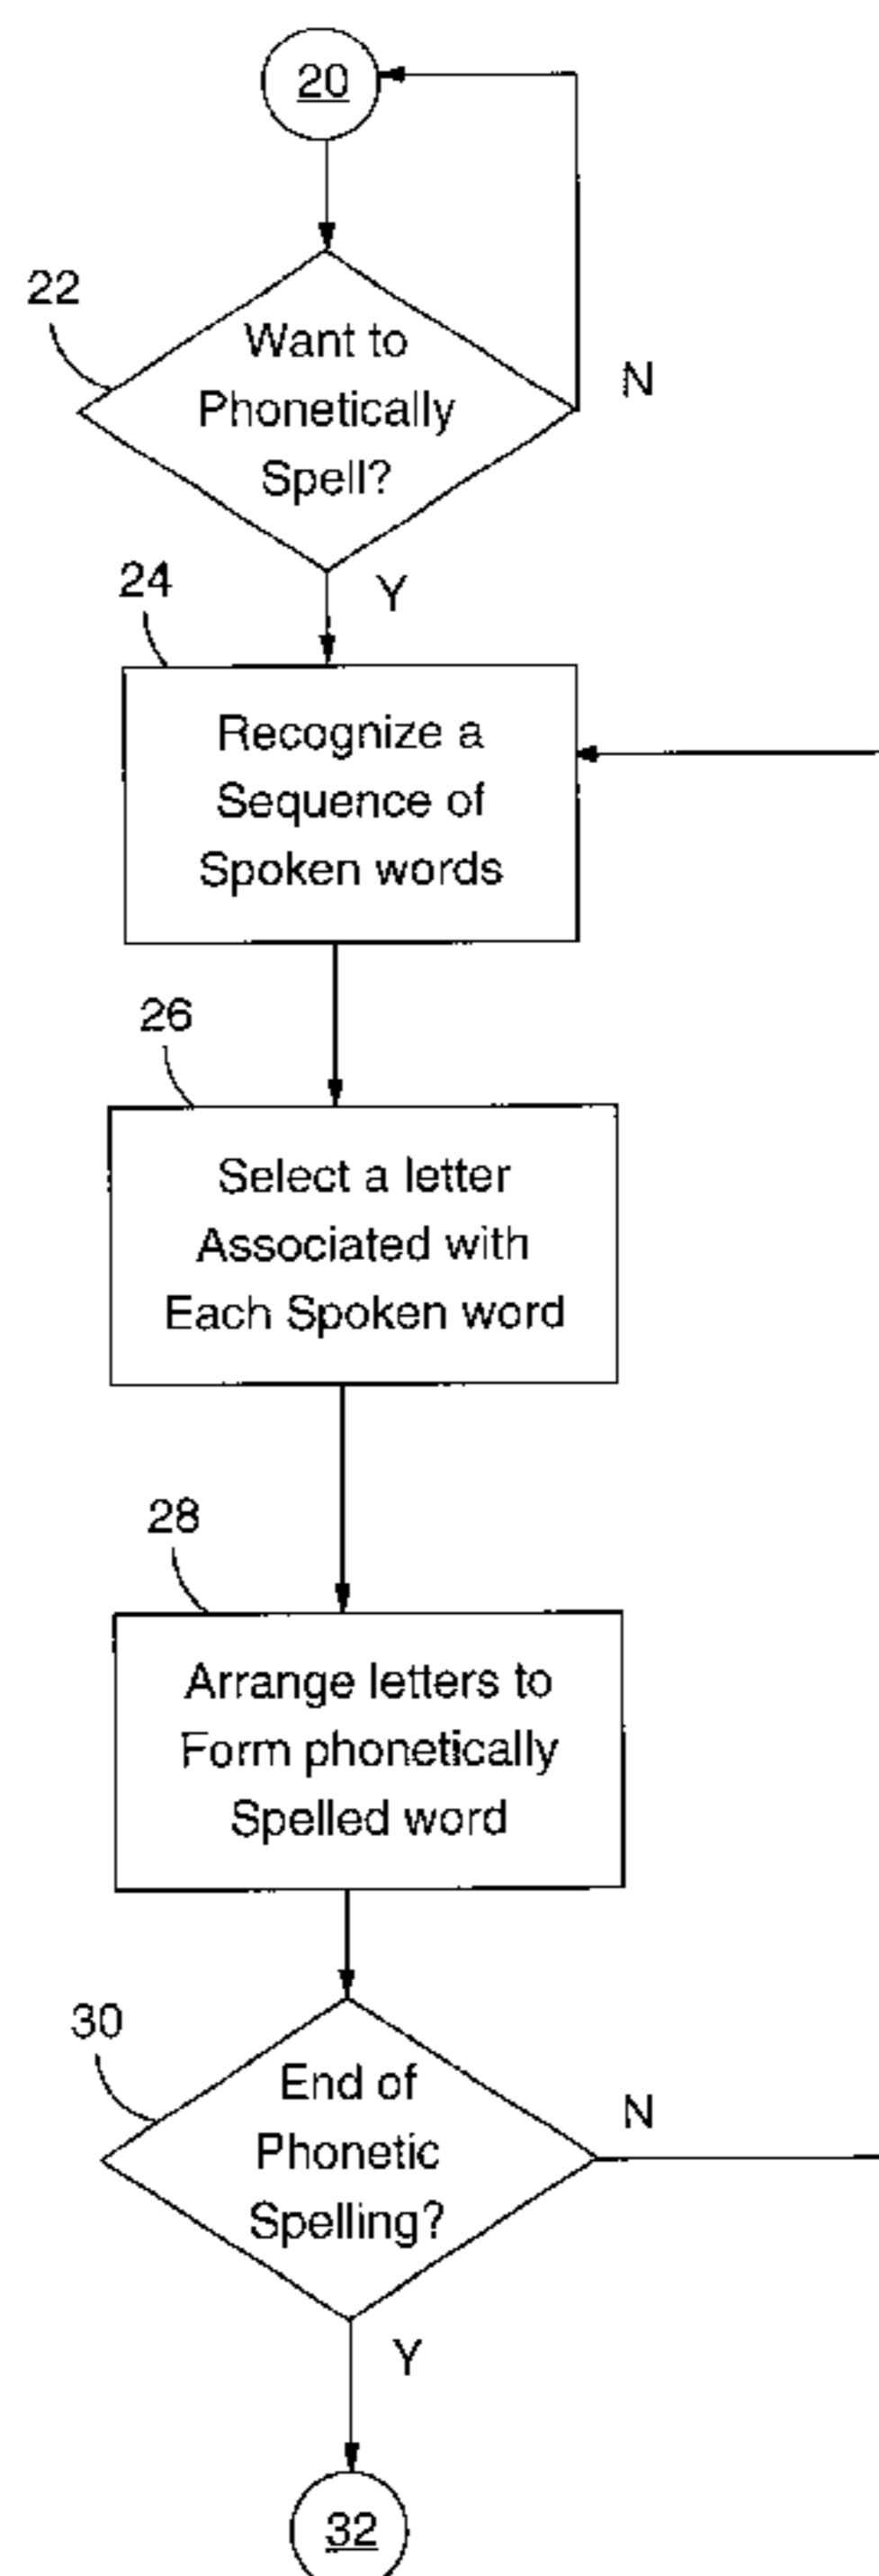 20
22
Want to
Phonetically
Spell?
N
24
Y
Recognize a
Sequence of
Spoken words
26
Select a letter
Associated with
Each Spoken word
28
Arrange letters to
Form phonetically
Spelled word
30
End of
Phonetic
Spelling?
N
Y
32